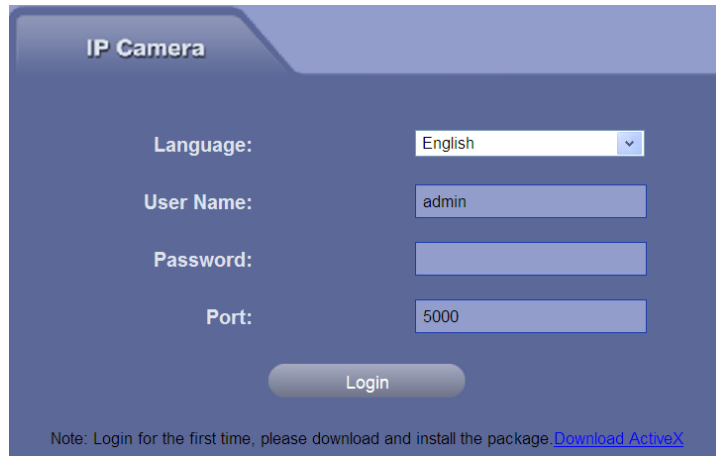 IP Camera
Language: English
User Name: admin
Password:
Port: 5000
Login
Note: Login for the first time, please download and install the package.Download ActiveX